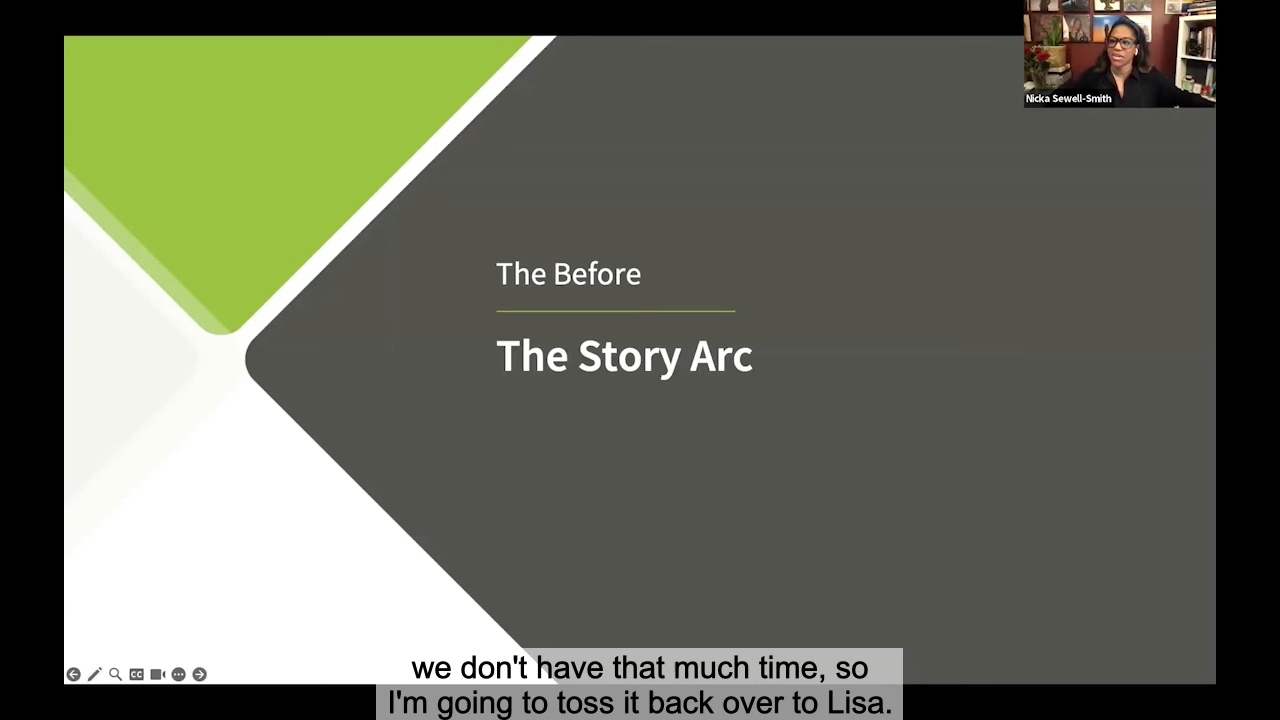 Nicka Sewell-Smith
The Before
The Story Arc
CC
we don't have that much time, so
I'm going to toss it back over to Lisa.